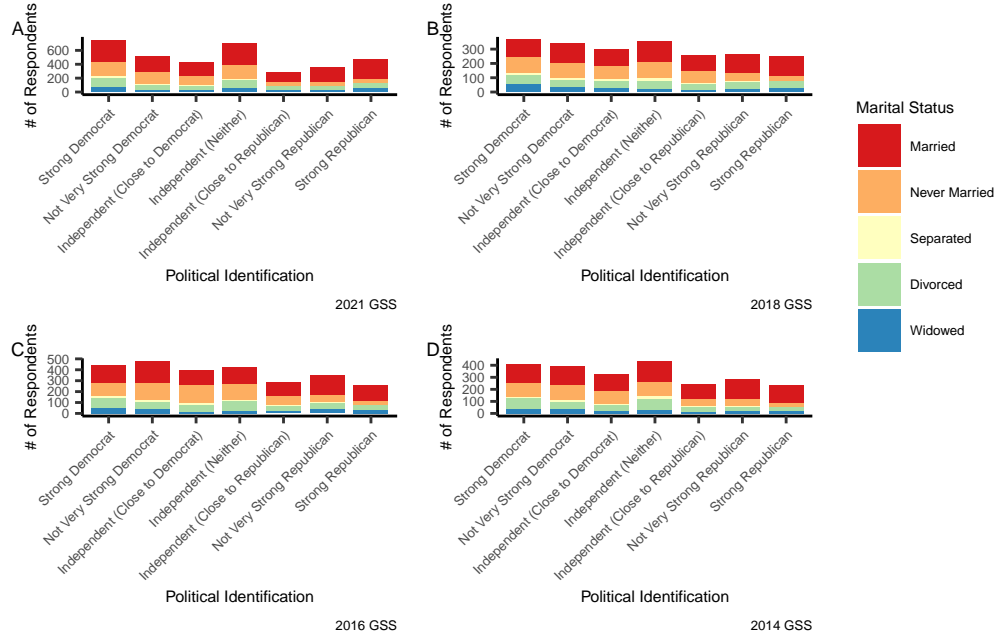 A
# of Respondents
600
400
200
0
Strong Democrat
Not Very Strong Democrat
Independent (Close to Democrat)
Independent (Neither)
Independent (Close to Republican)
Not Very Strong Republican
Strong Republican
Political Identification
2021 GSS
B
# of Respondents
300
200
100
0
Strong Democrat
Not Very Strong Democrat
Independent (Close to Democrat)
Independent (Neither)
Independent (Close to Republican)
Not Very Strong Republican
Strong Republican
Political Identification
2018 GSS
Marital Status
Married
Never Married
Separated
Divorced
Widowed
C
# of Respondents
500
400
300
200
100
0
Strong Democrat
Not Very Strong Democrat
Independent (Close to Democrat)
Independent (Neither)
Independent (Close to Republican)
Not Very Strong Republican
Strong Republican
Political Identification
2016 GSS
D
# of Respondents
400
300
200
100
0
Strong Democrat
Not Very Strong Democrat
Independent (Close to Democrat)
Independent (Neither)
Independent (Close to Republican)
Not Very Strong Republican
Strong Republican
Political Identification
2014 GSS